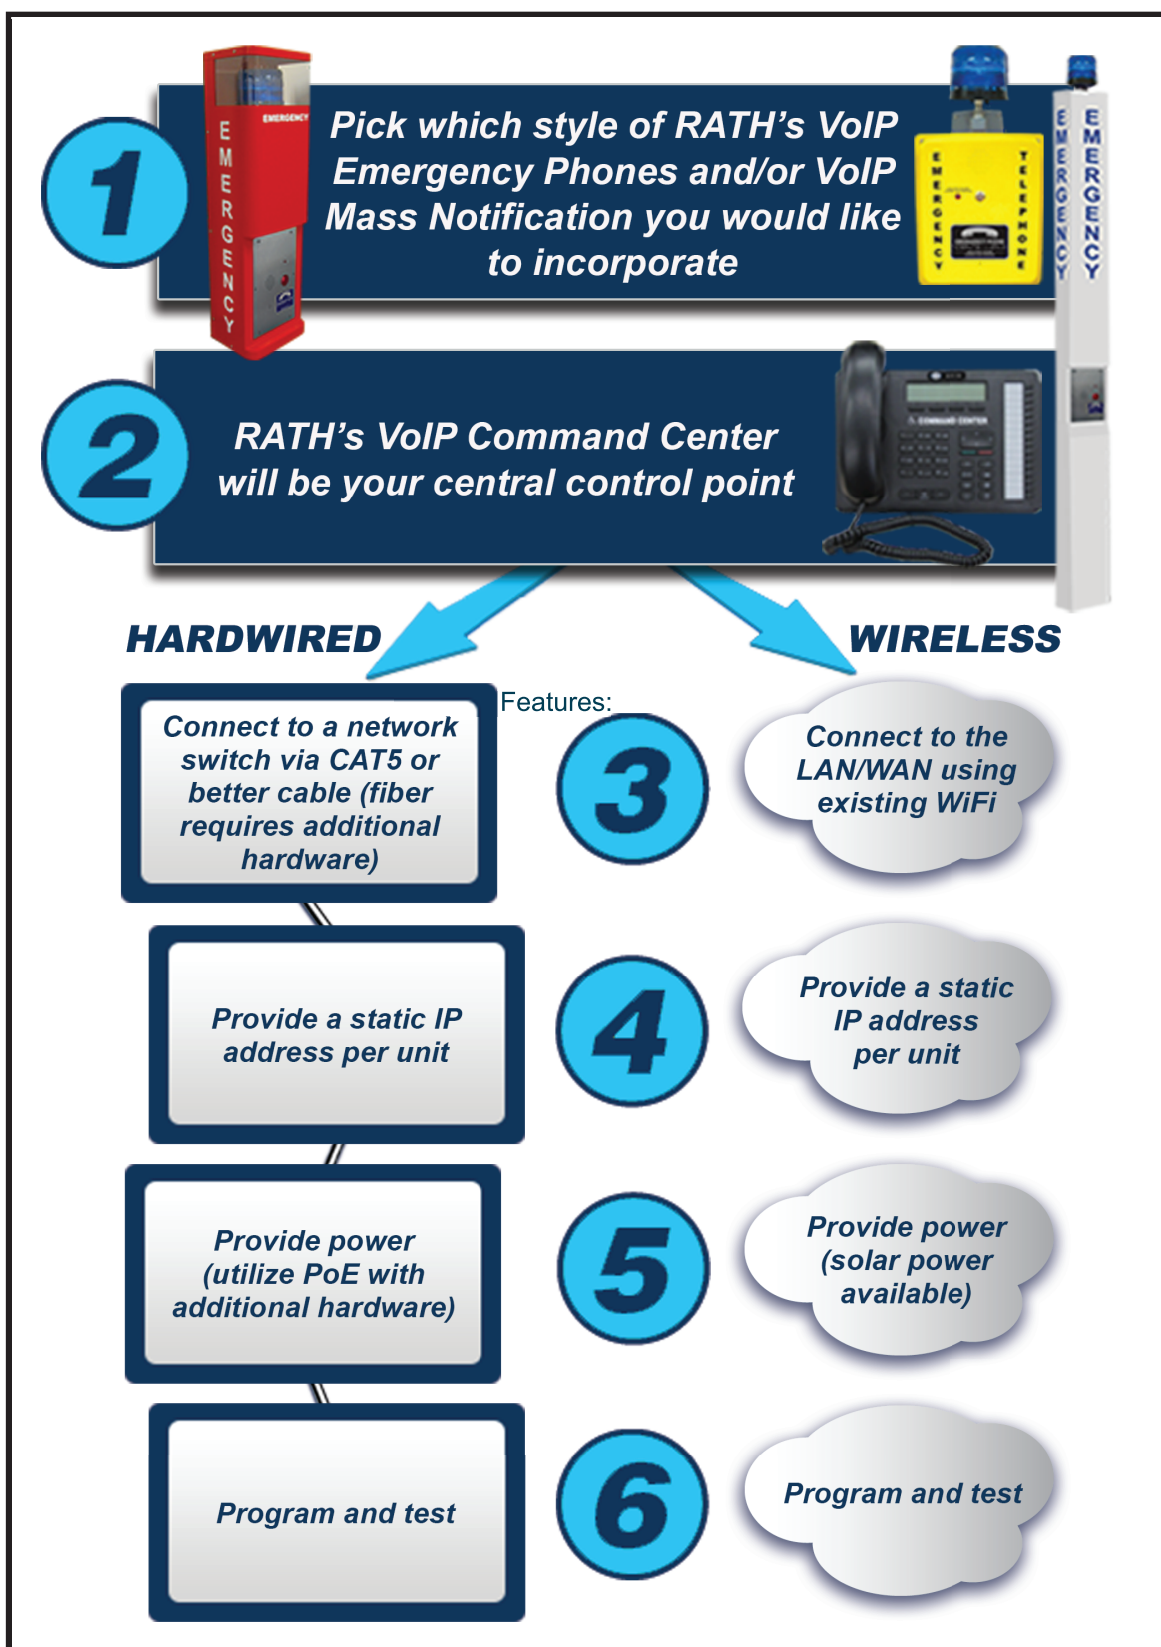 1
Pick which style of RATH's VoIP
Emergency Phones and/or VoIP
Mass Notification you would like
to incorporate
EMERGENCY
EMERGENCY
EMERGENCY
TELEPHONE
EMERGENCY
EMERGENCY
2
RATH's VoIP Command Center
will be your central control point
COMMAND CENTER
HARDWIRED
WIRELESS
Features:
Connect to a network
switch via CAT5 or
better cable (fiber
requires additional
hardware)
3
Connect to the
LAN/WAN using
existing WiFi
Provide a static IP
address per unit
4
Provide a static
IP address
per unit
Provide power
(utilize PoE with
additional hardware)
5
Provide power
(solar power
available)
Program and test
6
Program and test